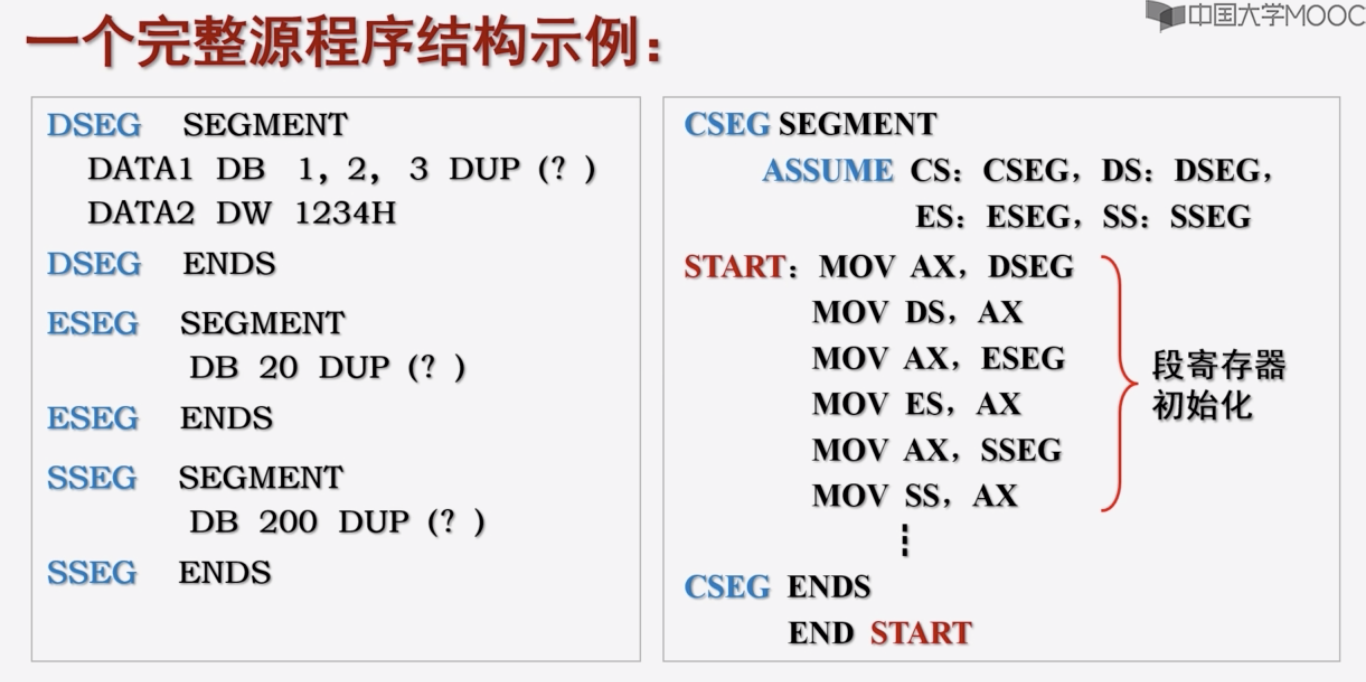 中国大学MOOC
一个完整源程序结构示例：
DSEG SEGMENT
DATA1 DB 1，2， 3 DUP（？）
DATA2 DW 1234H
DSEG ENDS
ESEG SEGMENT
DB 20 DUP（？）
ESEG ENDS
SSEG SEGMENT
DB 200 DUP（？）
SSEG ENDS
CSEG SEGMENT
ASSUME CS：CSEG，DS：DSEG，
ES：ESEG，SS：SSEG
START：MOV AX，DSEG
MOV DS，AX
MOV AX，ESEG
MOV ES，AX
MOV AX，SSEG
MOV SS，AX
段寄存器
初始化
CSEG ENDS
END START